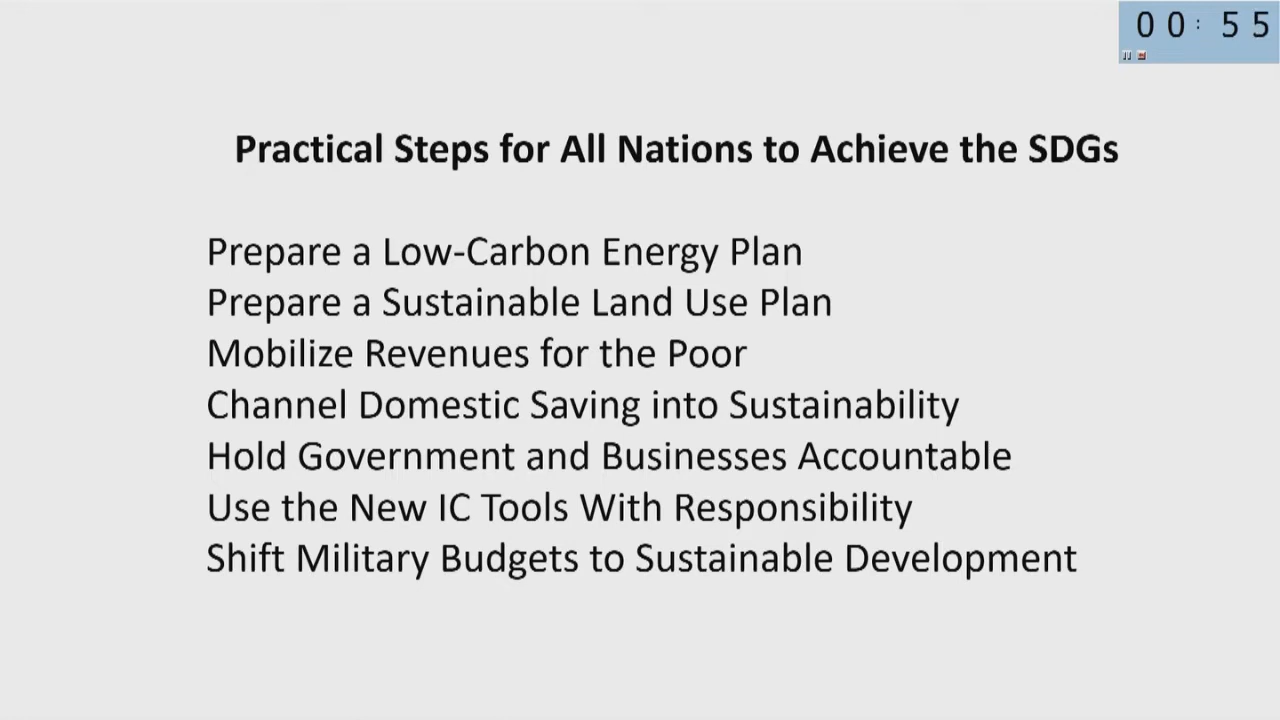 00:55
Practical Steps for All Nations to Achieve the SDGs
Prepare a Low-Carbon Energy Plan
Prepare a Sustainable Land Use Plan
Mobilize Revenues for the Poor
Channel Domestic Saving into Sustainability
Hold Government and Businesses Accountable
Use the New IC Tools With Responsibility
Shift Military Budgets to Sustainable Development